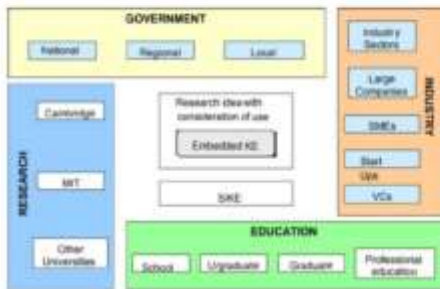 GOVERNMENT
National
Regional
Local
Industry
Sectors
Large
Companies
SMEs
Start
Ups
VCs
INDUSTRY
RESEARCH
Cambridge
MIT
Other
Universities
Research idea with
consideration of use
Embedded KE
SIKE
EDUCATION
School
U/graduate
Graduate
Professional
education